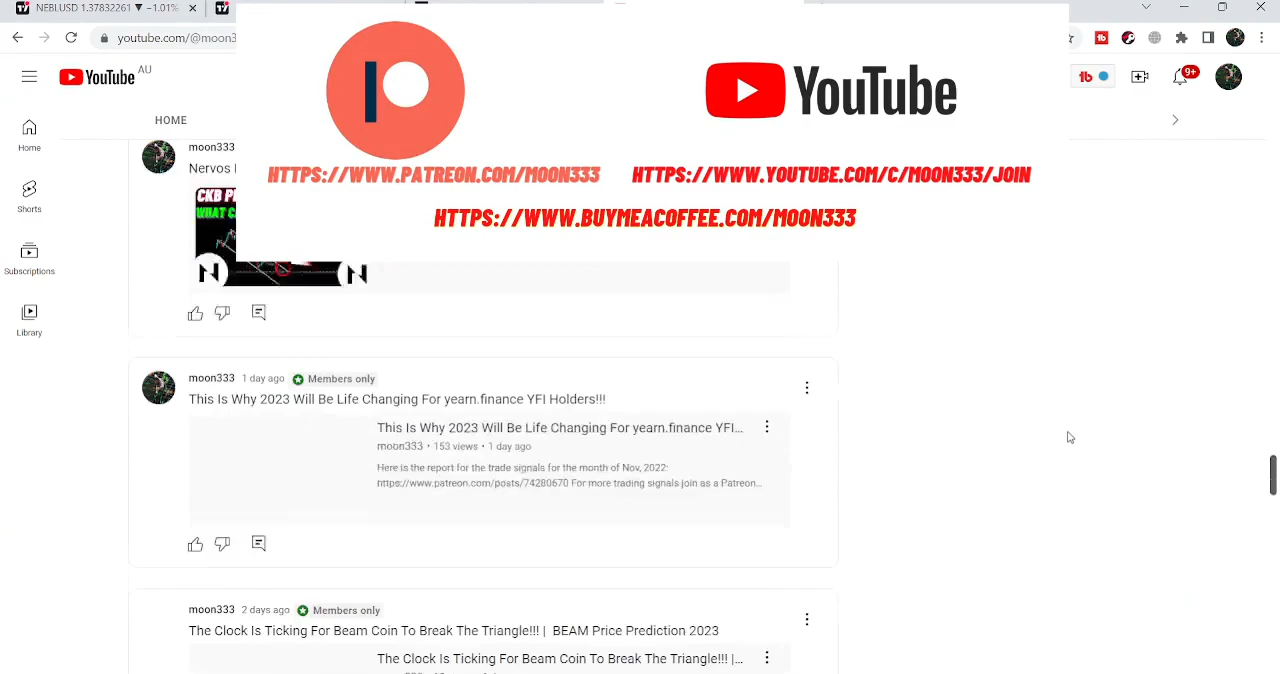 NEBLUSD 1.37832261 ▼ −1.01%
youtube.com/@moon3
9+
YouTube AU
YouTube
HOME
HTTPS://WWW.PATREON.COM/MOON333
HTTPS://WWW.YOUTUBE.COM/C/MOON333/JOIN
HTTPS://WWW.BUYMEACOFFEE.COM/MOON333
Home
Shorts
Subscriptions
Library
moon333
Nervos
CKB P
WHAT C
moon333 1 day ago Members only
This Is Why 2023 Will Be Life Changing For yearn.finance YFI Holders!!!
This Is Why 2023 Will Be Life Changing For yearn.finance YFI...
moon333 • 153 views • 1 day ago
Here is the report for the trade signals for the month of Nov, 2022:
https://www.patreon.com/posts/74280670 For more trading signals join as a Patreon...
moon333 2 days ago Members only
The Clock Is Ticking For Beam Coin To Break The Triangle!!! | BEAM Price Prediction 2023
The Clock Is Ticking For Beam Coin To Break The Triangle!!! |...